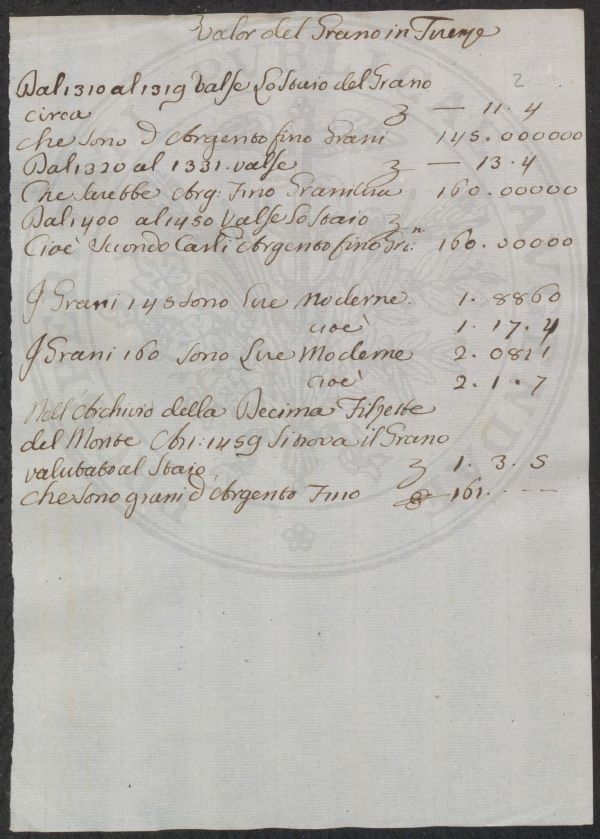 Valor del Grano in Firenze
2
Dal 1310 al 1319 Valse Lo Staio del Grano
circa — 11 . 4
che sono d'Argento fino Grani 145.000000
Dal 1320 al 1331. valse — 13 . 4
Che sarebbe Arg: Fino Grani 160.00000
Dal 1400 al 1450 Valse Lo Staio
Cioè Secondo Carli Argento fino Gri:ⁿ 160.00000
I Grani 145 sono Lire Moderne. 1. 8860
cioè 1. 17. 4
I Grani 160 sono Lire Moderne 2. 0811
cioè 2. 1. 7
Nell'Archivio della Decima Filzette
del Monte An: 1459 si trova il Grano
valutato al Staio 1. 3. 5
che sono grani d'Argento Fino 161. — —